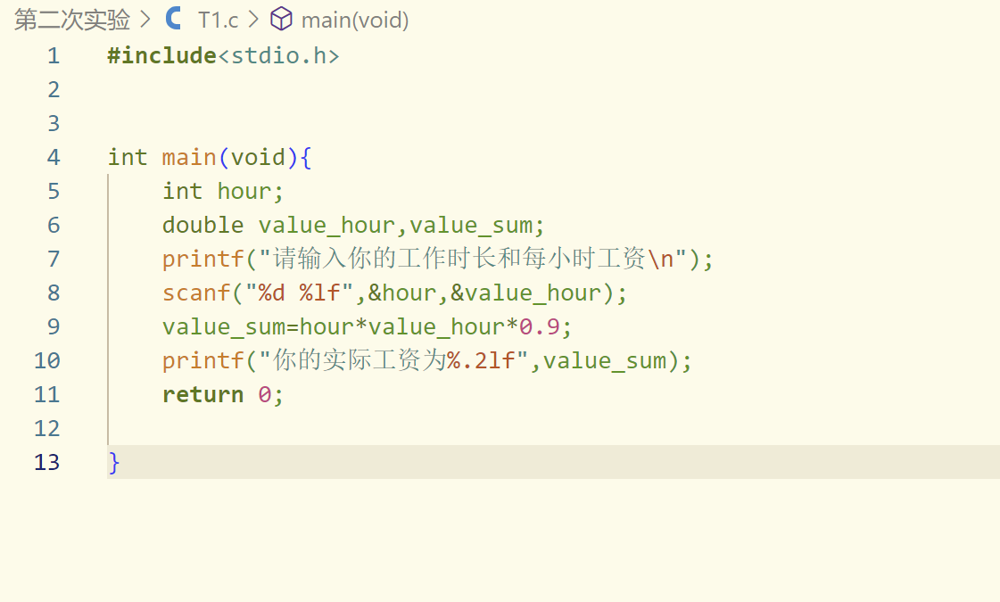 第二次实验 > C T1.c > main(void)
1 #include<stdio.h>
2
3
4 int main(void){
5     int hour;
6     double value_hour,value_sum;
7     printf("请输入你的工作时长和每小时工资\n");
8     scanf("%d %lf",&hour,&value_hour);
9     value_sum=hour*value_hour*0.9;
10     printf("你的实际工资为%.2lf",value_sum);
11     return 0;
12
13 }